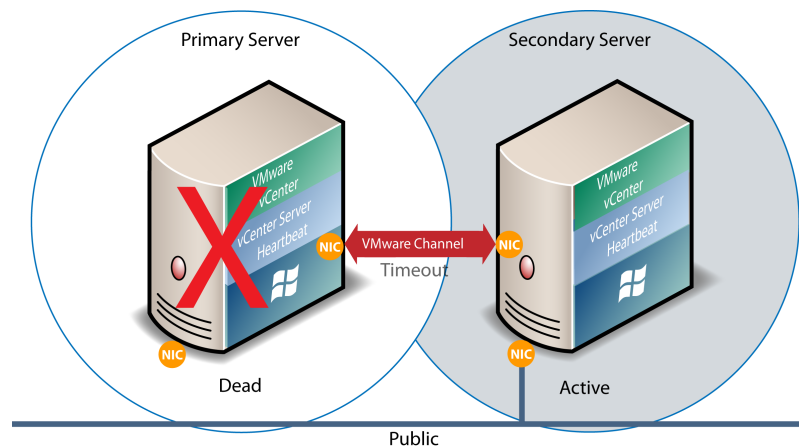 Primary Server
Secondary Server
VMware
vCenter
vCenter Server
Heartbeat
NIC
VMware Channel
Timeout
NIC
VMware
vCenter
vCenter Server
Heartbeat
NIC
NIC
Dead
Active
Public